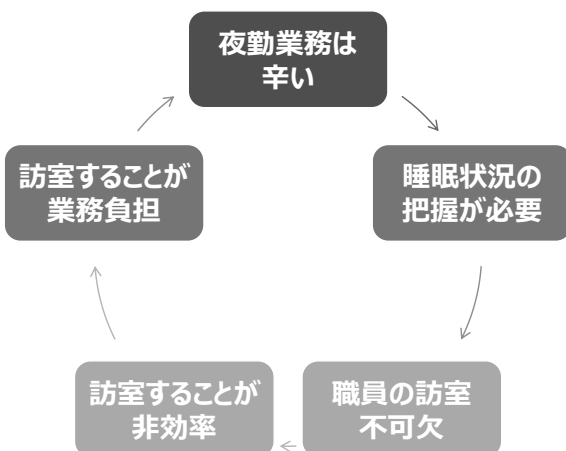 夜勤業務は
辛い
睡眠状況の
把握が必要
職員の訪室
不可欠
訪室することが
非効率
訪室することが
業務負担